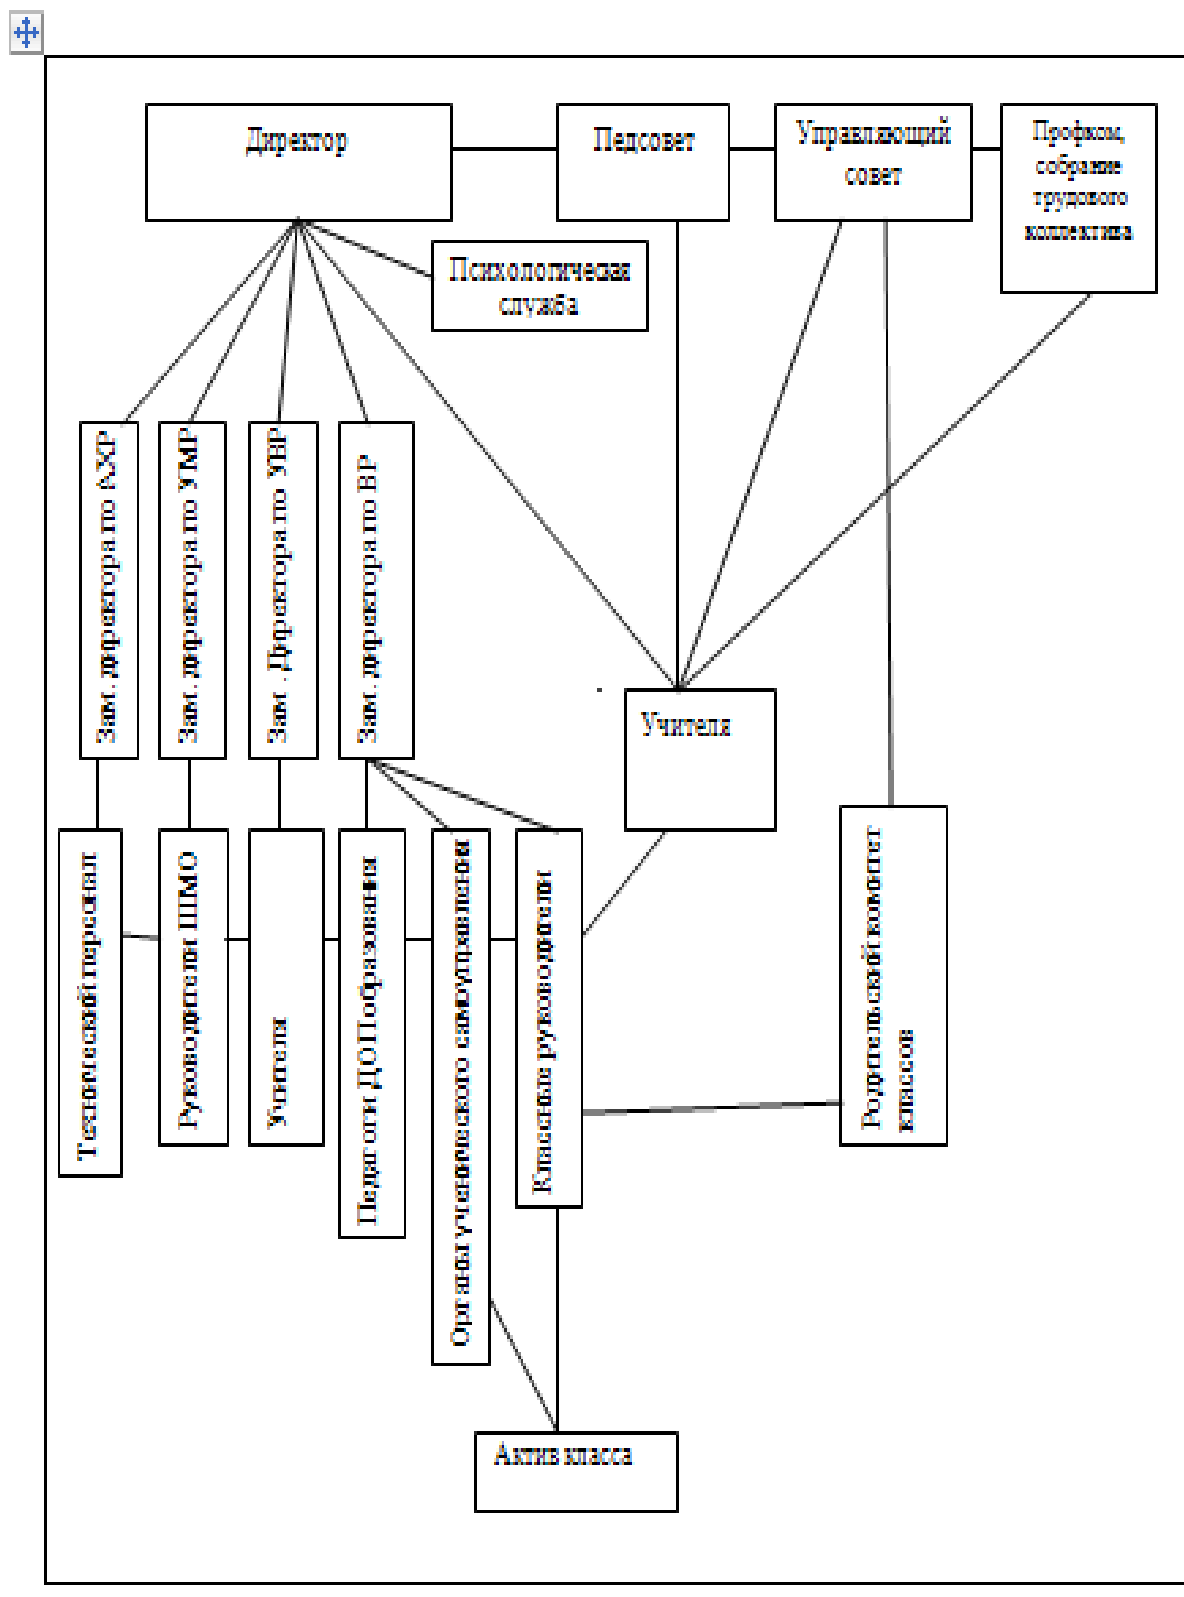 Директор
Педсовет
Управляющий
совет
Профком,
собрание
трудового
коллектива
Психологическая
служба
Зам. директора по АХР
Зам. директора по УМР
Зам . Директора по УВР
Зам. директора по ВР
Учителя
Технический персонал
Руководители ШМО
Учителя
Педагоги ДОПобразования
Органы ученического самоуправления
Классные руководители
Родительский комитет
классов
Актив класса